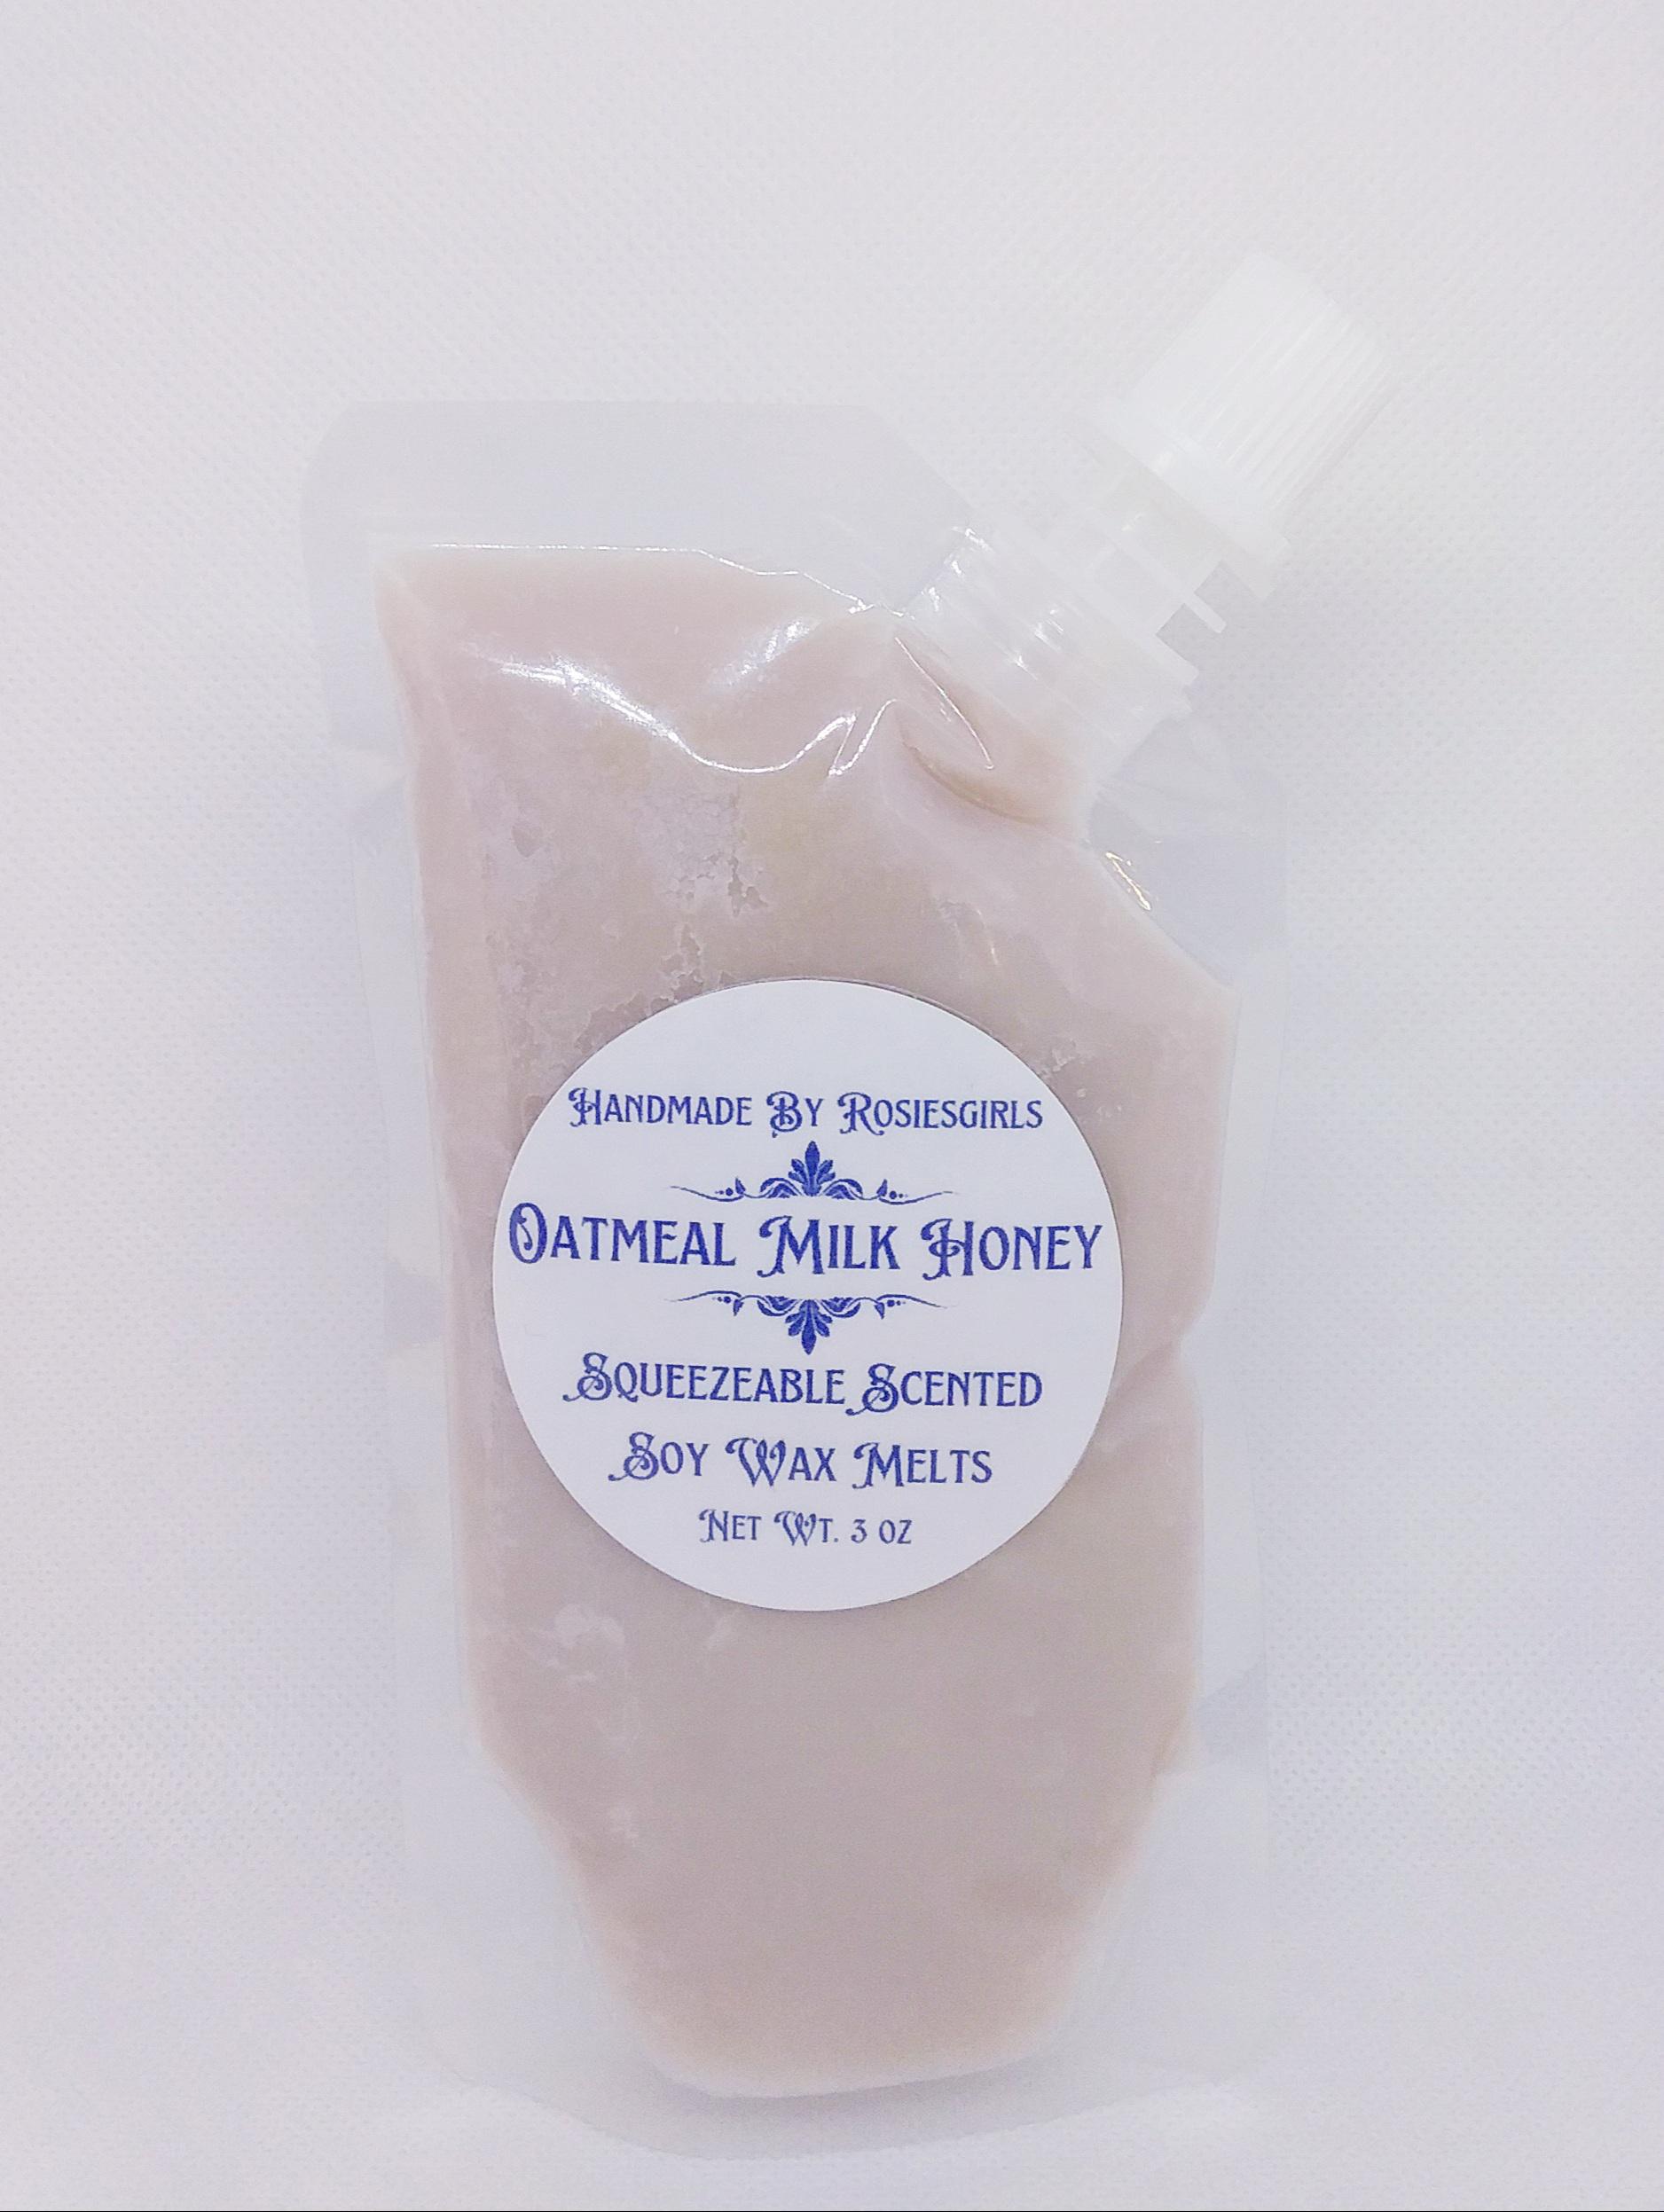 Handmade By Rosiesgirls
Oatmeal Milk Honey
Squeezeable Scented
Soy Wax Melts
Net Wt. 3 oz